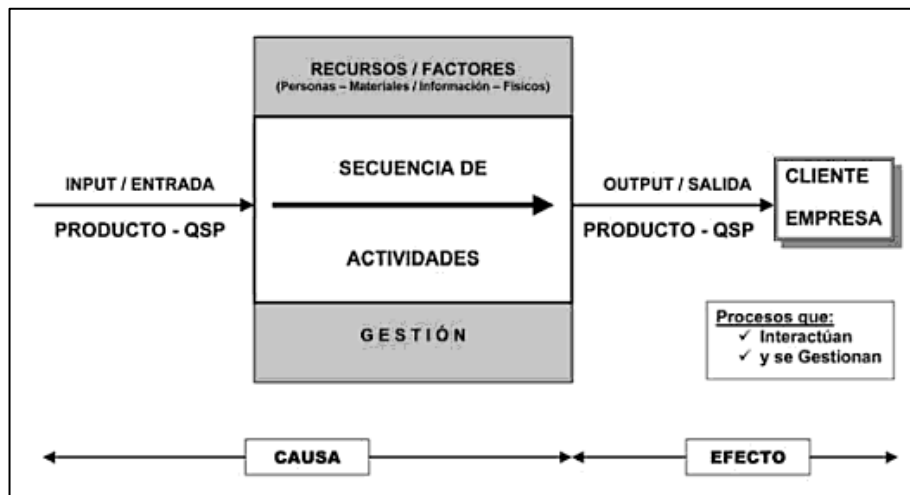 RECURSOS / FACTORES
(Personas – Materiales / Información – Físicos)
INPUT / ENTRADA
PRODUCTO - QSP
SECUENCIA DE
ACTIVIDADES
OUTPUT / SALIDA
PRODUCTO - QSP
CLIENTE
EMPRESA
GESTIÓN
Procesos que:
✓ Interactúan
✓ y se Gestionan
CAUSA
EFECTO